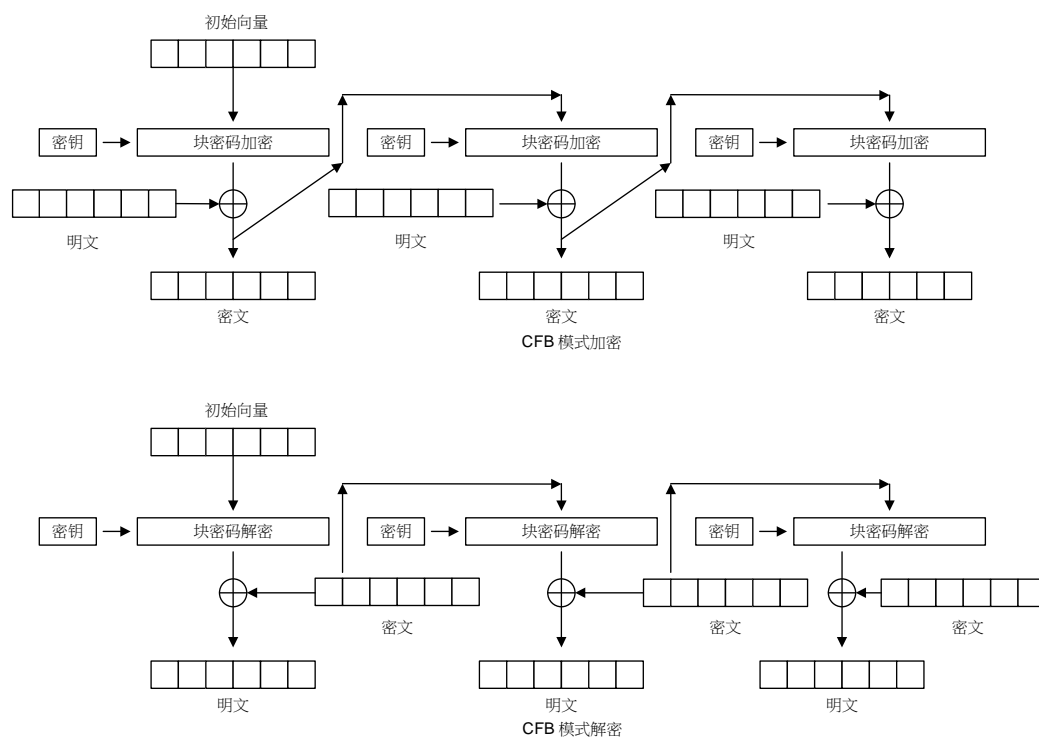 初始向量
密钥 块密码加密 密钥 块密码加密 密钥 块密码加密
明文 明文 明文
密文 密文 密文
CFB 模式加密
初始向量
密钥 块密码解密 密钥 块密码解密 密钥 块密码解密
密文 密文 密文
明文 明文 明文
CFB 模式解密